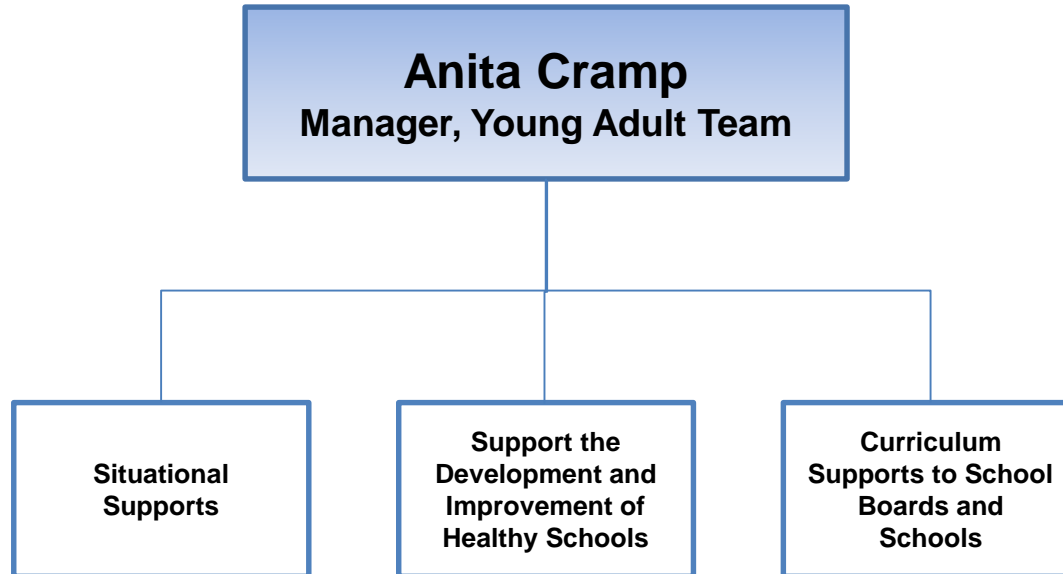 Anita Cramp
Manager, Young Adult Team
Situational
Supports
Support the
Development and
Improvement of
Healthy Schools
Curriculum
Supports to School
Boards and
Schools